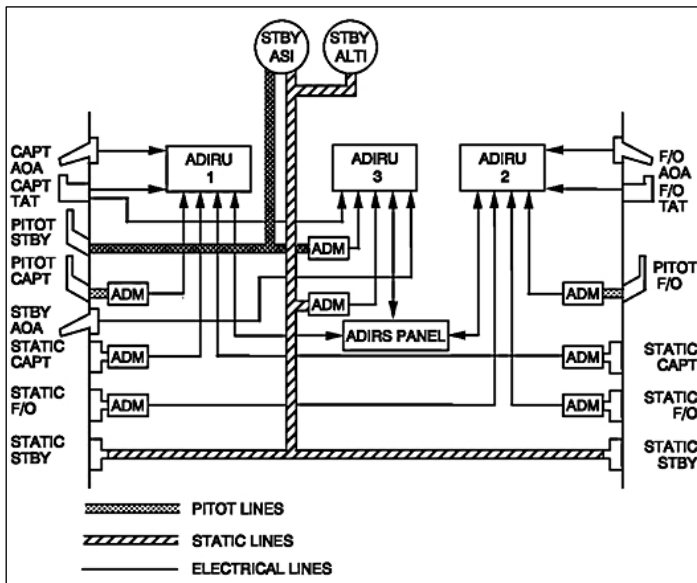 STBY
ASI
STBY
ALTI
CAPT
AOA
CAPT
TAT
PITOT
STBY
PITOT
CAPT
STBY
AOA
STATIC
CAPT
STATIC
F/O
STATIC
STBY
ADIRU
1
ADIRU
3
ADIRU
2
ADM
ADM
ADM
ADM
ADM
ADIRS PANEL
ADM
ADM
ADM
F/O
AOA
F/O
TAT
PITOT
F/O
STATIC
CAPT
STATIC
F/O
STATIC
STBY
PITOT LINES
STATIC LINES
ELECTRICAL LINES